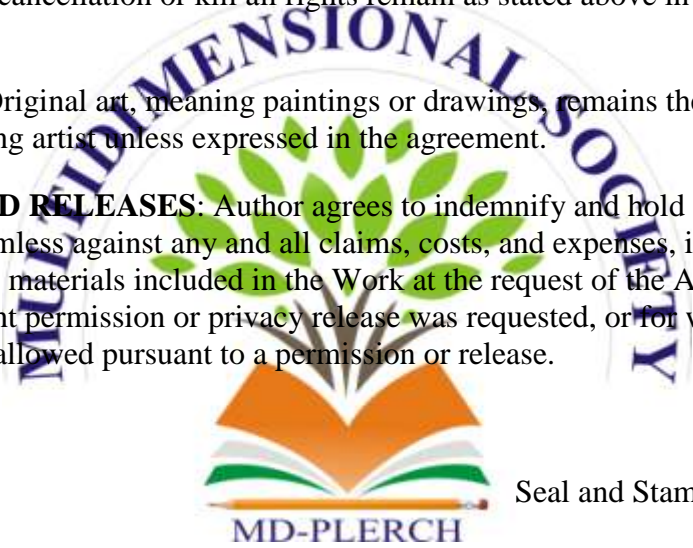 cancellation or kill all rights remain as stated above in
MULTIDIMENSIONAL SOCIETY
Original art, meaning paintings or drawings, remains the
ng artist unless expressed in the agreement.
D RELEASES: Author agrees to indemnify and hold
mless against any and all claims, costs, and expenses, i
materials included in the Work at the request of the A
nt permission or privacy release was requested, or for w
allowed pursuant to a permission or release.
Seal and Stam
MD-PLERCH